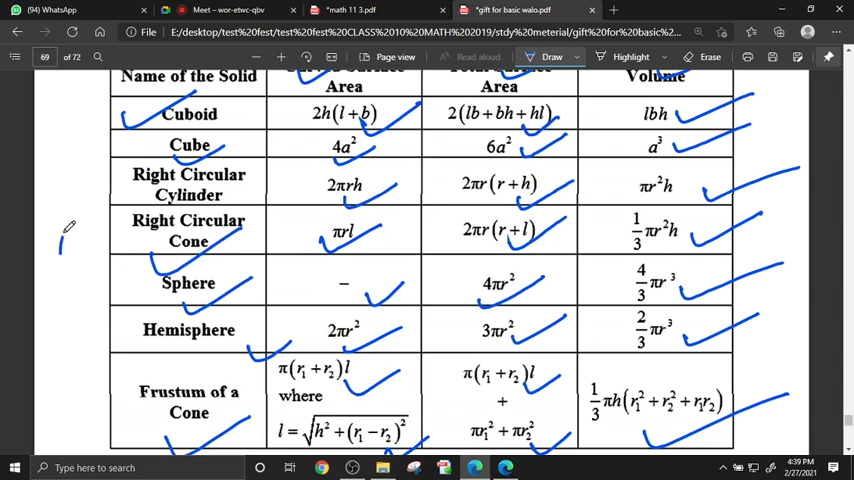 (94) WhatsApp
Meet – wor-etwc-qbv
*math 11 3.pdf
*gift for basic walo.pdf
File | E:/desktop/test %20fest/test%20fest/CLASS%2010%20MATH%202019/stdy%20meterial/gift%20for%20basic%...
69 of 72
Page view
Draw
Highlight
Erase
Name of the Solid
Area
Area
Volume
Cuboid 2h(l + b) 2(lb + bh + hl) lbh
Cube 4a² 6a² a³
Right Circular Cylinder 2πrh 2πr(r + h) πr²h
Right Circular Cone πrl 2πr(r + l) 1/3 πr²h
Sphere – 4πr² 4/3 πr³
Hemisphere 2πr² 3πr² 2/3 πr³
Frustum of a Cone π(r₁ + r₂)l where l = √(h² + (r₁ − r₂)²) π(r₁ + r₂)l + πr₁² + πr₂² 1/3 πh(r₁² + r₂² + r₁r₂)
Type here to search
4:39 PM
2/27/2021